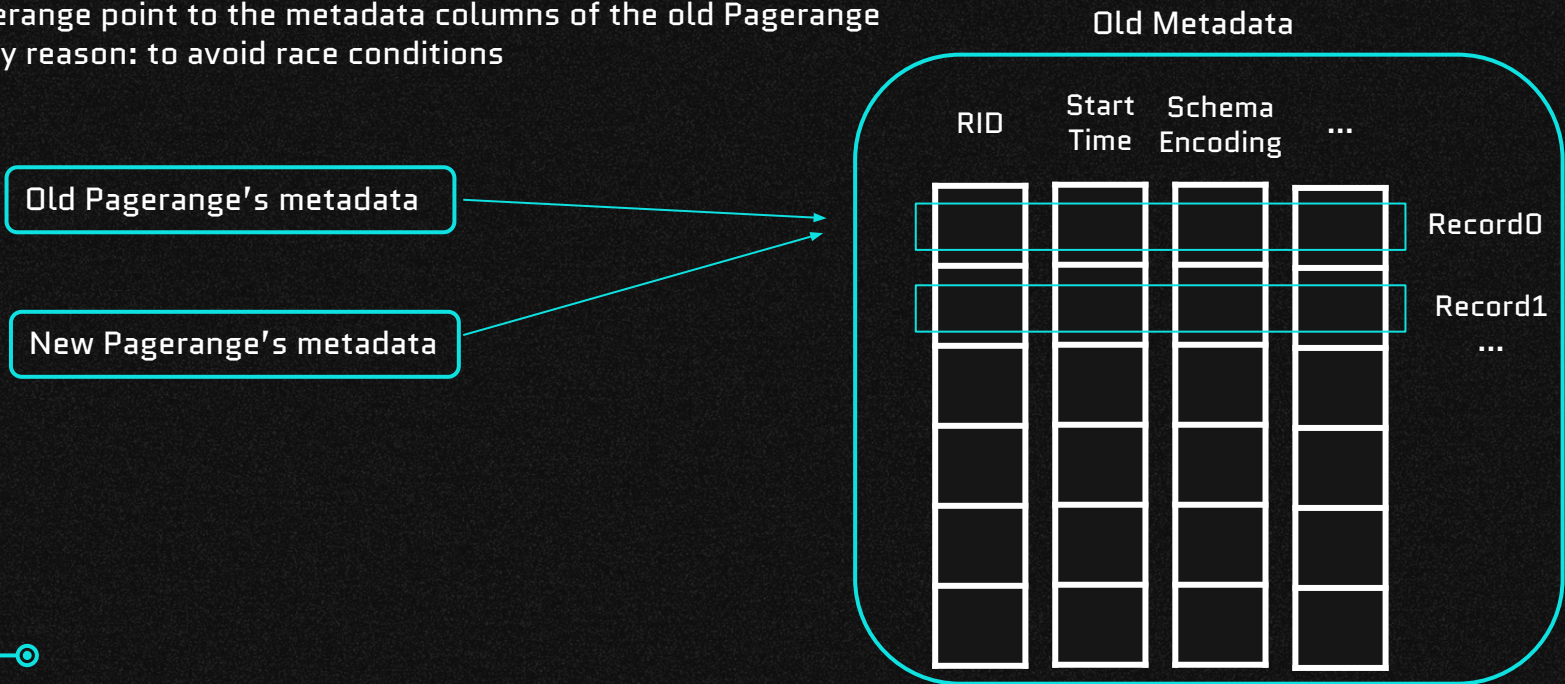 erange point to the metadata columns of the old Pagerange
y reason: to avoid race conditions
Old Metadata
RID
Start
Time
Schema
Encoding
...
Old Pagerange's metadata
New Pagerange's metadata
Record0
Record1
...